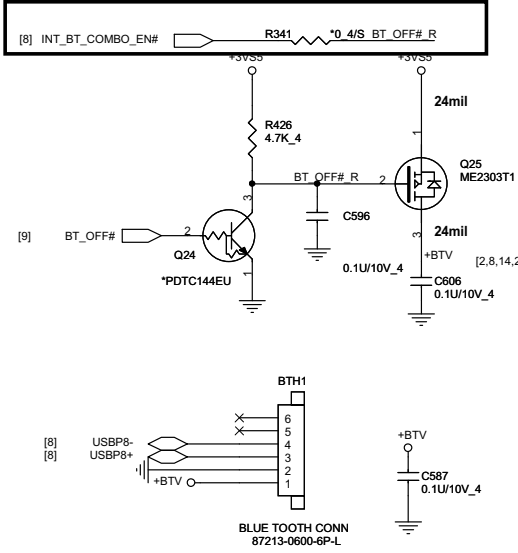 [8] INT_BT_COMBO_EN# R341 *0_4/S BT_OFF#_R
+3VS5 +3VS5
24mil
R426
4.7K_4
1
Q25
ME2303T1
BT_OFF#_R 2
3
C596
[9] BT_OFF# 2
3 24mil
Q24
+BTV [2,8,14,2
*PDTC144EU 1
0.1U/10V_4
C606
0.1U/10V_4
BTH1
6
5
[8] USBP8- 4
[8] USBP8+ 3
2
+BTV 1
+BTV
C587
0.1U/10V_4
BLUE TOOTH CONN
87213-0600-6P-L